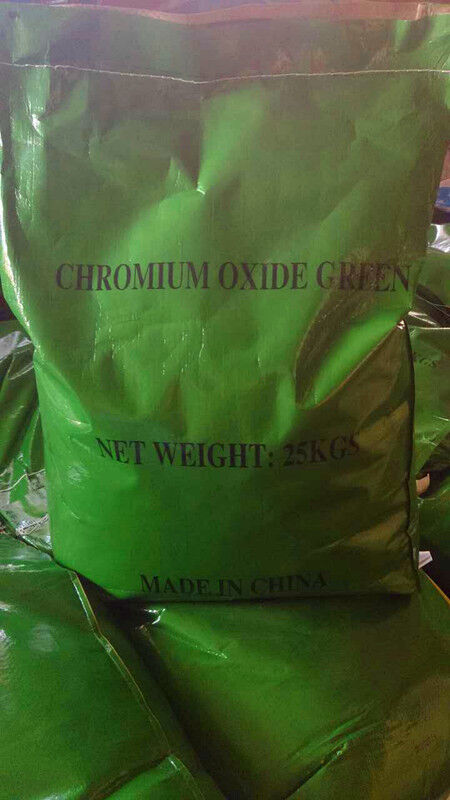 CHROMIUM OXIDE GREEN
NET WEIGHT: 25KGS
MADE IN CHINA